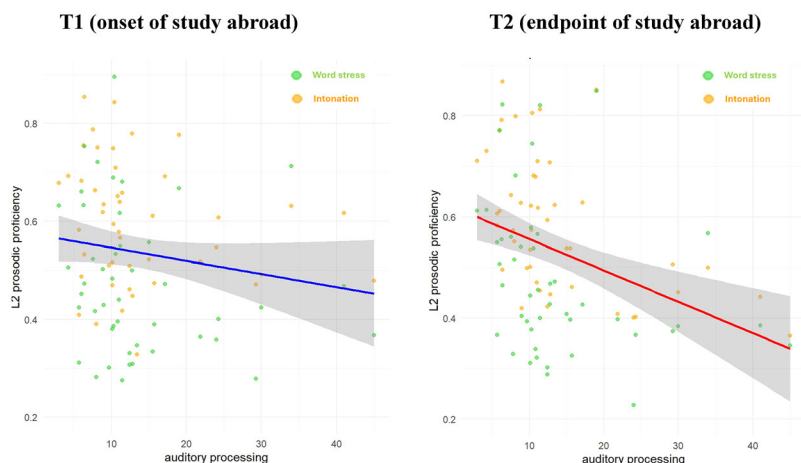 T1 (onset of study abroad)
T2 (endpoint of study abroad)
Word stress
Intonation
L2 prosodic proficiency
0.8
0.6
0.4
0.2
10
20
30
40
auditory processing
Word stress
Intonation
L2 prosodic proficiency
0.8
0.6
0.4
0.2
10
20
30
40
auditory processing